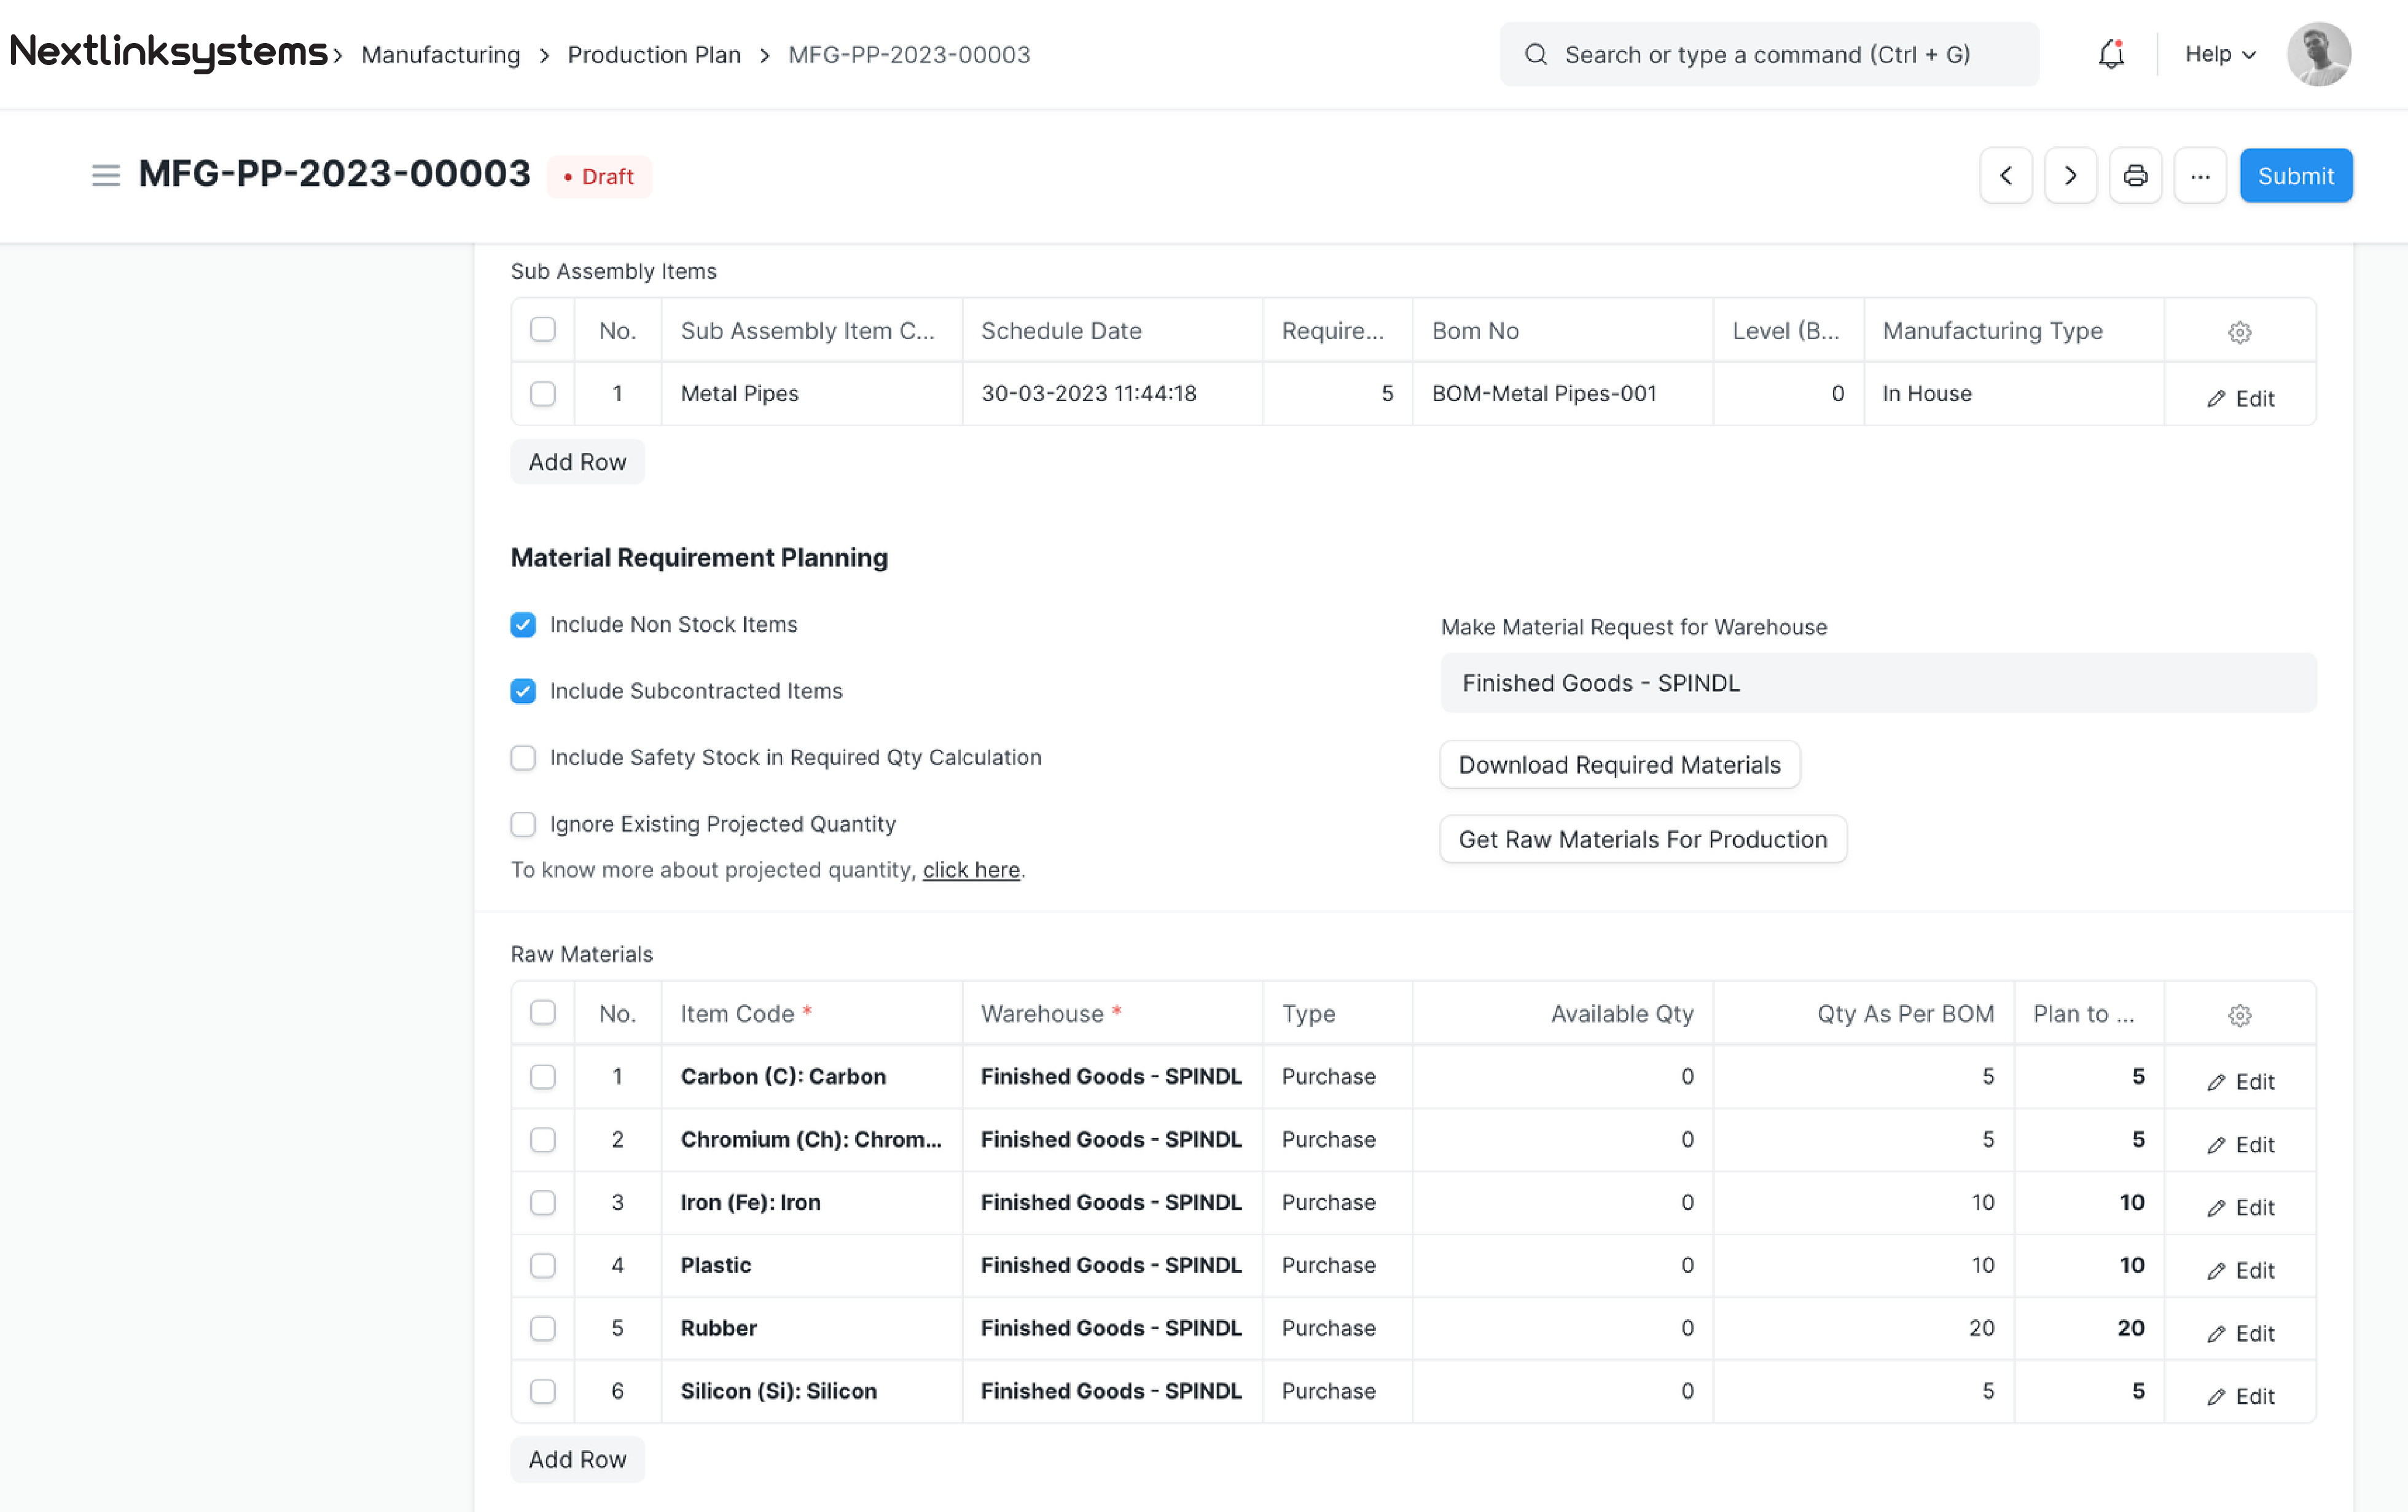 Nextlinksystems > Manufacturing > Production Plan > MFG-PP-2023-00003 Search or type a command (Ctrl + G) Help
MFG-PP-2023-00003 • Draft ... Submit
Sub Assembly Items
No. Sub Assembly Item C... Schedule Date Require... Bom No Level (B... Manufacturing Type
1 Metal Pipes 30-03-2023 11:44:18 5 BOM-Metal Pipes-001 0 In House Edit
Add Row
Material Requirement Planning
Include Non Stock Items
Include Subcontracted Items
Include Safety Stock in Required Qty Calculation
Ignore Existing Projected Quantity
To know more about projected quantity, click here.
Make Material Request for Warehouse
Finished Goods - SPINDL
Download Required Materials
Get Raw Materials For Production
Raw Materials
No. Item Code * Warehouse * Type Available Qty Qty As Per BOM Plan to ...
1 Carbon (C): Carbon Finished Goods - SPINDL Purchase 0 5 5 Edit
2 Chromium (Ch): Chrom... Finished Goods - SPINDL Purchase 0 5 5 Edit
3 Iron (Fe): Iron Finished Goods - SPINDL Purchase 0 10 10 Edit
4 Plastic Finished Goods - SPINDL Purchase 0 10 10 Edit
5 Rubber Finished Goods - SPINDL Purchase 0 20 20 Edit
6 Silicon (Si): Silicon Finished Goods - SPINDL Purchase 0 5 5 Edit
Add Row